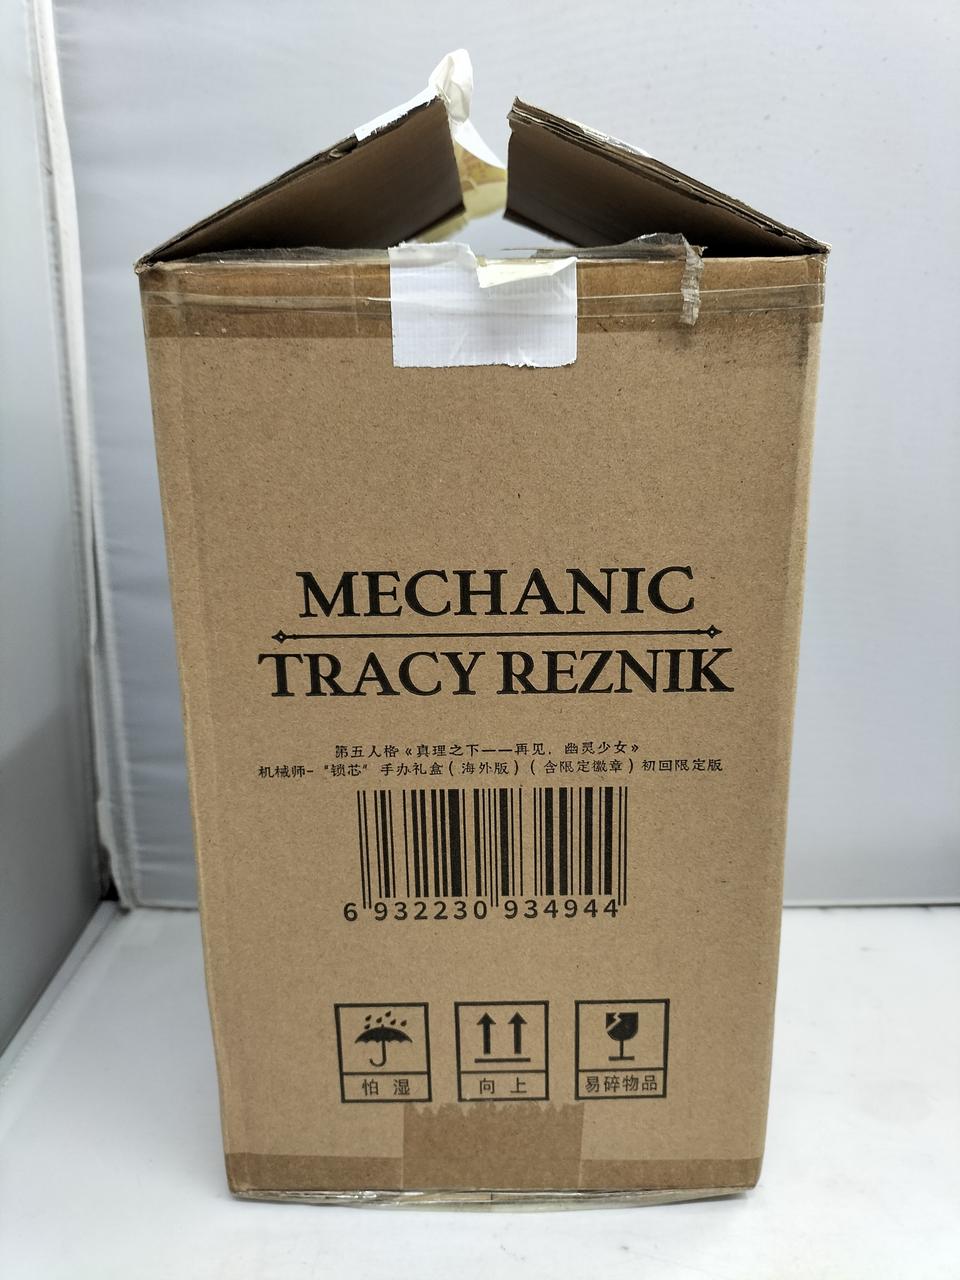 MECHANIC
TRACY REZNIK
第五人格《真理之下——再见，幽灵少女》
机械师-"锁芯"手办礼盒(海外版)(含限定徽章)初回限定版
6 932230 934944
怕湿
向上
易碎物品